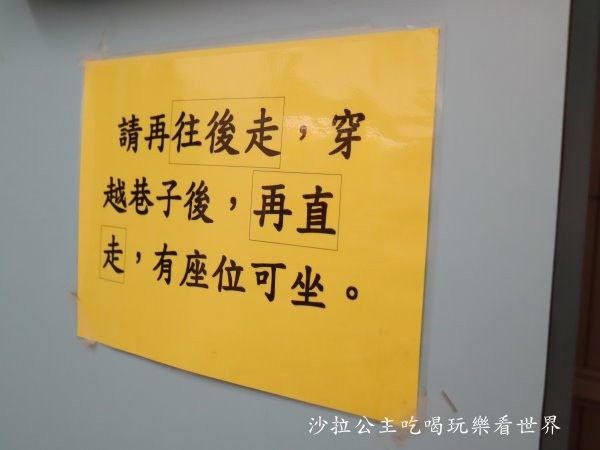 請再往後走，穿
越巷子後，再直
走，有座位可坐。
沙拉公主吃喝玩樂看世界